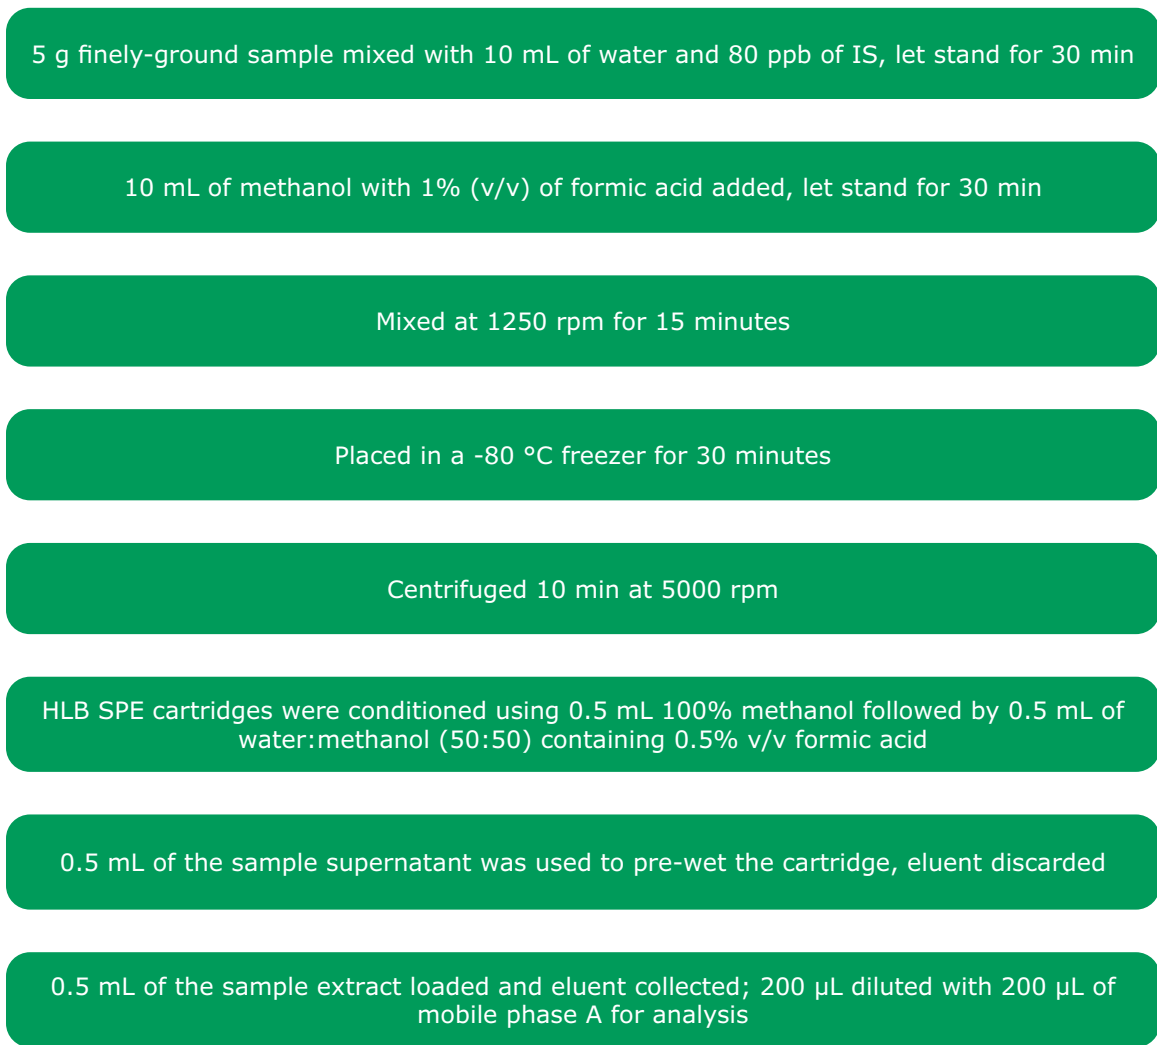 5 g finely-ground sample mixed with 10 mL of water and 80 ppb of IS, let stand for 30 min
10 mL of methanol with 1% (v/v) of formic acid added, let stand for 30 min
Mixed at 1250 rpm for 15 minutes
Placed in a -80 °C freezer for 30 minutes
Centrifuged 10 min at 5000 rpm
HLB SPE cartridges were conditioned using 0.5 mL 100% methanol followed by 0.5 mL of
water:methanol (50:50) containing 0.5% v/v formic acid
0.5 mL of the sample supernatant was used to pre-wet the cartridge, eluent discarded
0.5 mL of the sample extract loaded and eluent collected; 200 µL diluted with 200 µL of
mobile phase A for analysis